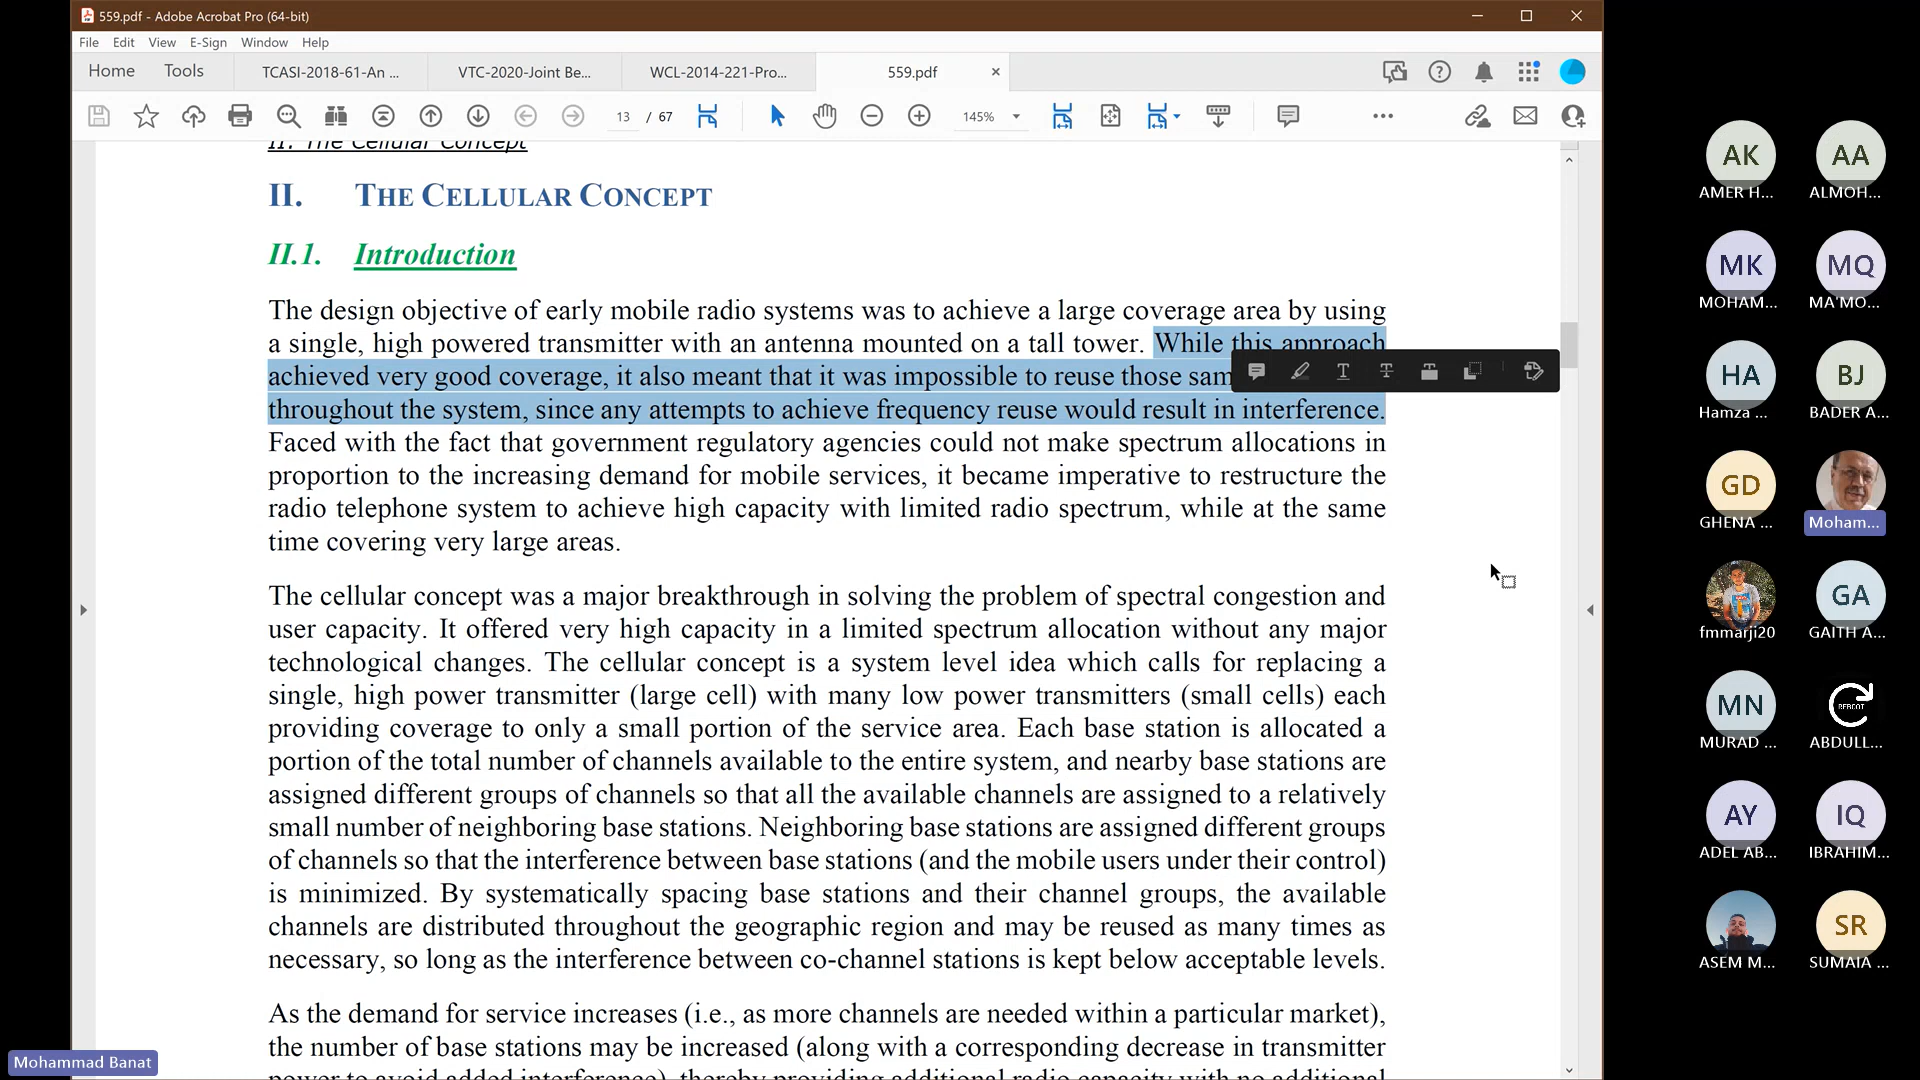 559.pdf - Adobe Acrobat Pro (64-bit)
File Edit View E-Sign Window Help
Home Tools TCASI-2018-61-An ... VTC-2020-Joint Be... WCL-2014-221-Pro... 559.pdf
13 / 67 145%
II. The Cellular Concept
II. THE CELLULAR CONCEPT
II.1. Introduction
The design objective of early mobile radio systems was to achieve a large coverage area by using
a single, high powered transmitter with an antenna mounted on a tall tower. While this approach
achieved very good coverage, it also meant that it was impossible to reuse those sam
throughout the system, since any attempts to achieve frequency reuse would result in interference.
Faced with the fact that government regulatory agencies could not make spectrum allocations in
proportion to the increasing demand for mobile services, it became imperative to restructure the
radio telephone system to achieve high capacity with limited radio spectrum, while at the same
time covering very large areas.
The cellular concept was a major breakthrough in solving the problem of spectral congestion and
user capacity. It offered very high capacity in a limited spectrum allocation without any major
technological changes. The cellular concept is a system level idea which calls for replacing a
single, high power transmitter (large cell) with many low power transmitters (small cells) each
providing coverage to only a small portion of the service area. Each base station is allocated a
portion of the total number of channels available to the entire system, and nearby base stations are
assigned different groups of channels so that all the available channels are assigned to a relatively
small number of neighboring base stations. Neighboring base stations are assigned different groups
of channels so that the interference between base stations (and the mobile users under their control)
is minimized. By systematically spacing base stations and their channel groups, the available
channels are distributed throughout the geographic region and may be reused as many times as
necessary, so long as the interference between co-channel stations is kept below acceptable levels.
As the demand for service increases (i.e., as more channels are needed within a particular market),
the number of base stations may be increased (along with a corresponding decrease in transmitter
power to avoid added interference), thereby providing additional radio capacity with no additional
Mohammad Banat
AK AA
AMER H... ALMOH...
MK MQ
MOHAM... MA'MO...
HA BJ
Hamza ... BADER A...
GD
GHENA ... Moham...
GA
fmmarji20 GAITH A...
MN REBOOT
MURAD ... ABDULL...
AY IQ
ADEL AB... IBRAHIM...
SR
ASEM M... SUMAIA ...